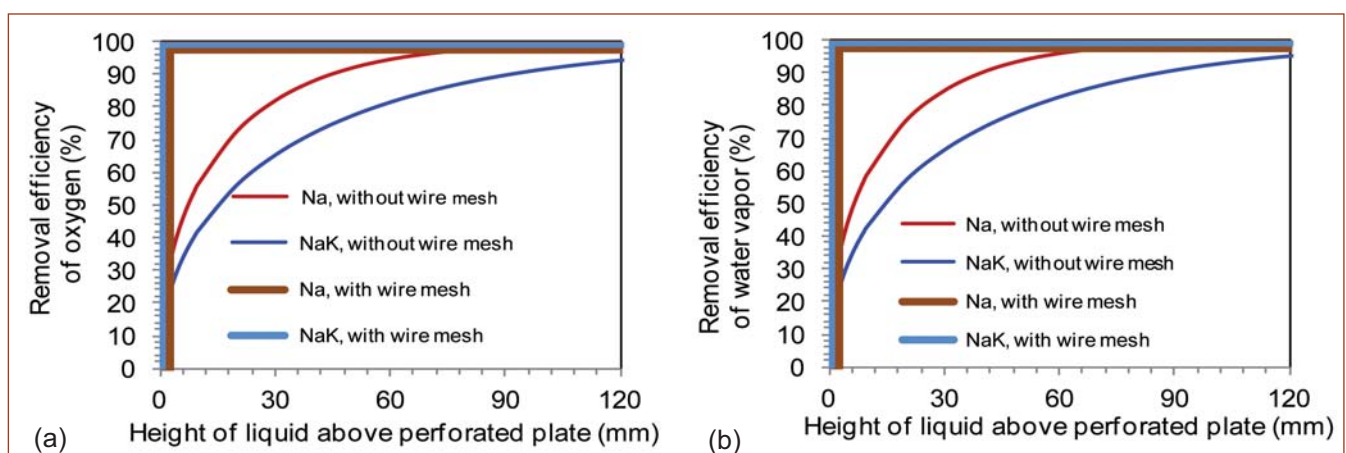 Removal efficiency
of oxygen (%)
100
90
80
70
60
50
40
30
20
10
0
Na, without wire mesh
NaK, without wire mesh
Na, with wire mesh
NaK, with wire mesh
0 30 60 90 120
(a) Height of liquid above perforated plate (mm)
Removal efficiency
of water vapor (%)
100
90
80
70
60
50
40
30
20
10
0
Na, without wire mesh
NaK, without wire mesh
Na, with wire mesh
NaK, with wire mesh
0 30 60 90 120
(b) Height of liquid above perforated plate (mm)